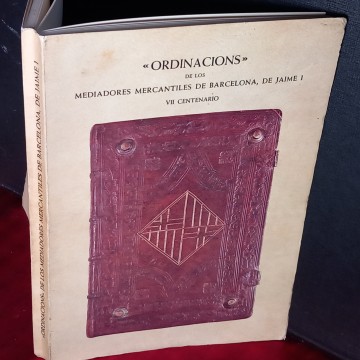 «ORDINACIONS»
DE LOS
MEDIADORES MERCANTILES DE BARCELONA, DE JAIME I
VII CENTENARIO
«ORDINACIONS» DE LOS MEDIADORES MERCANTILES DE BARCELONA, DE JAIME I